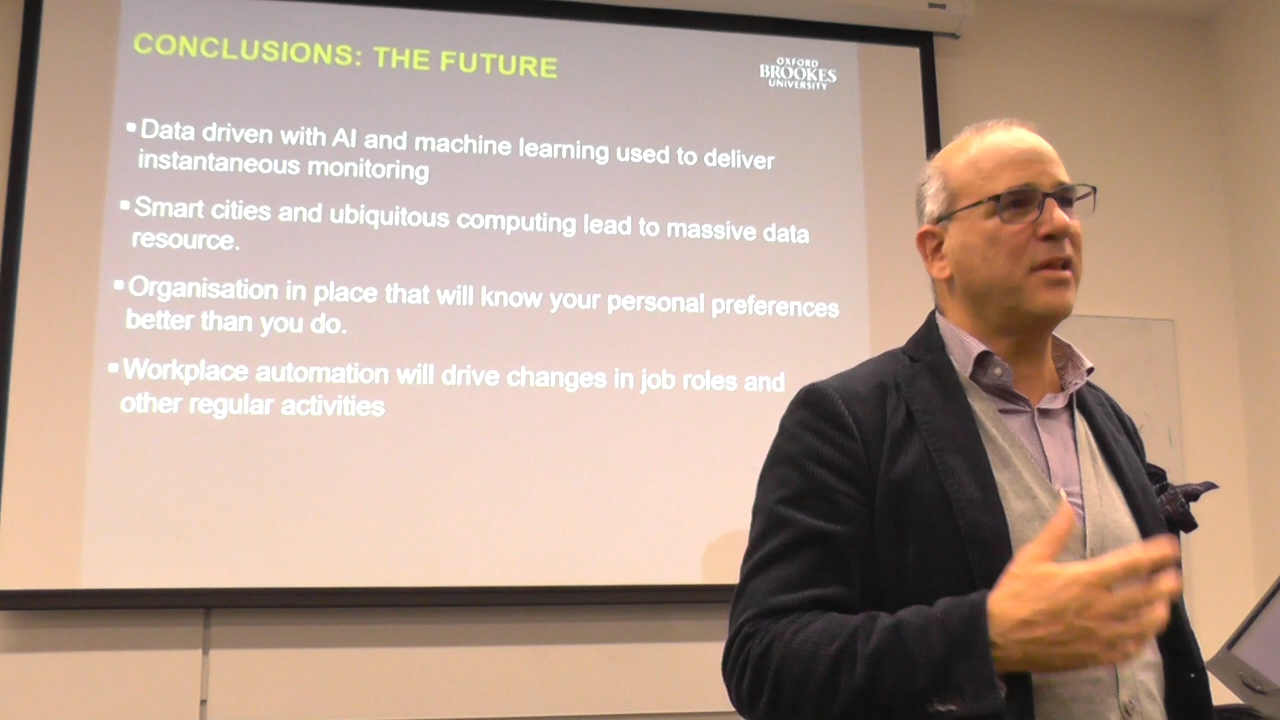 CONCLUSIONS: THE FUTURE
OXFORD
BROOKES
UNIVERSITY
▪Data driven with AI and machine learning used to deliver
instantaneous monitoring
▪Smart cities and ubiquitous computing lead to massive data
resource.
▪Organisation in place that will know your personal preferences
better than you do.
▪Workplace automation will drive changes in job roles and
other regular activities